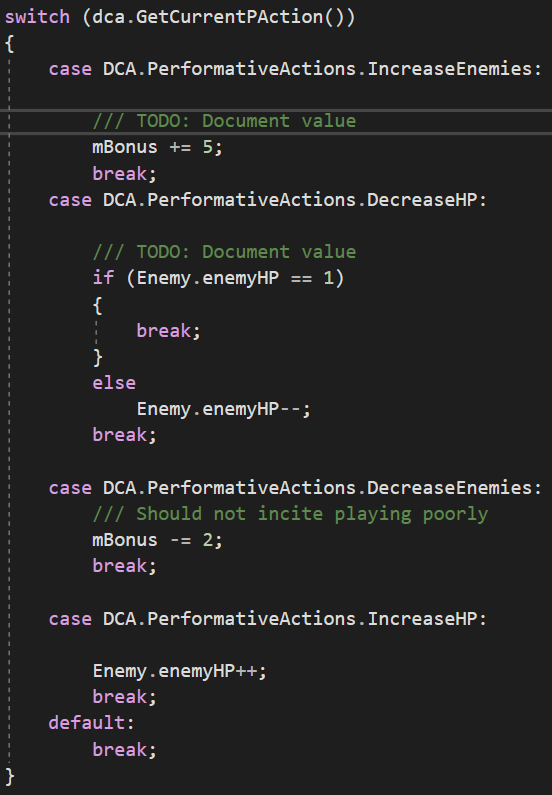 switch (dca.GetCurrentPAction())
{
case DCA.PerformativeActions.IncreaseEnemies:
/// TODO: Document value
mBonus += 5;
break;
case DCA.PerformativeActions.DecreaseHP:
/// TODO: Document value
if (Enemy.enemyHP == 1)
{
break;
}
else
Enemy.enemyHP--;
break;
case DCA.PerformativeActions.DecreaseEnemies:
/// Should not incite playing poorly
mBonus -= 2;
break;
case DCA.PerformativeActions.IncreaseHP:
Enemy.enemyHP++;
break;
default:
break;
}